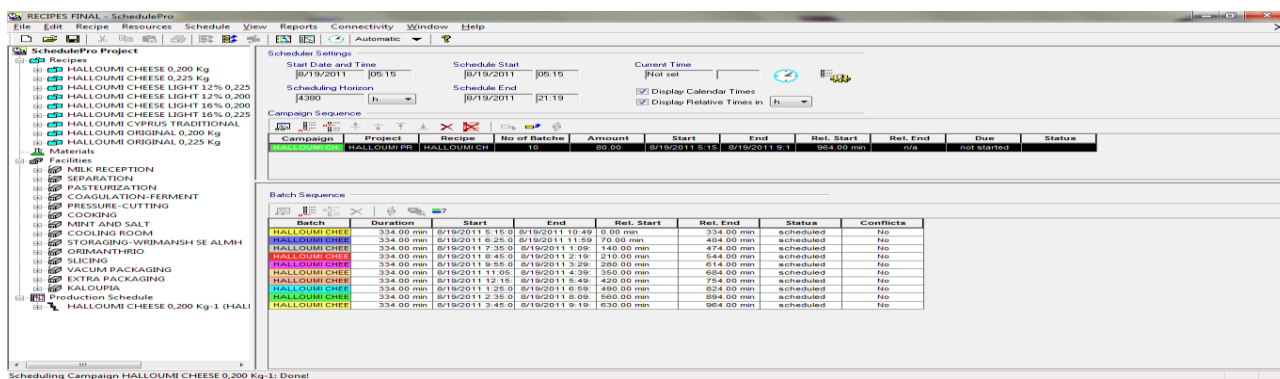 RECIPES FINAL - SchedulePro
File Edit Recipe Resources Schedule View Reports Connectivity Window Help
Automatic
SchedulePro Project
Recipes
HALLOUMI CHEESE 0,200 Kg
HALLOUMI CHEESE 0,225 Kg
HALLOUMI CHEESE LIGHT 12% 0,225
HALLOUMI CHEESE LIGHT 12% 0,200
HALLOUMI CHEESE LIGHT 16% 0,200
HALLOUMI CHEESE LIGHT 16% 0,225
HALLOUMI CYPRUS TRADITIONAL
HALLOUMI ORIGINAL 0,200 Kg
HALLOUMI ORIGINAL 0,225 Kg
Materials
Facilities
MILK RECEPTION
SEPARATION
PASTEURIZATION
COAGULATION-FERMENT
PRESSURE-CUTTING
COOKING
MINT AND SALT
COOLING ROOM
STORAGING-WRIMANSH SE ALMH
ORIMANTHRIO
SLICING
VACUM PACKAGING
EXTRA PACKAGING
KALOUPIA
Production Schedule
HALLOUMI CHEESE 0,200 Kg-1 (HALI
Scheduler Settings
Start Date and Time Schedule Start Current Time
8/19/2011 05:15 8/19/2011 05:15 Not set
Scheduling Horizon Schedule End Display Calendar Times
4380 h 8/19/2011 21:19 Display Relative Times in h
Campaign Sequence
Campaign Project Recipe No of Batche Amount Start End Rel. Start Rel. End Due Status
HALLOUMI CH HALLOUMI PR HALLOUMI CH 10 80.00 8/19/2011 5:15 8/19/2011 9:1 964.00 min n/a not started
Batch Sequence
Batch Duration Start End Rel. Start Rel. End Status Conflicts
HALLOUMI CHEE 334.00 min 8/19/2011 5:15:0 8/19/2011 10:49 0.00 min 334.00 min scheduled No
HALLOUMI CHEE 334.00 min 8/19/2011 6:25:0 8/19/2011 11:59 70.00 min 404.00 min scheduled No
HALLOUMI CHEE 334.00 min 8/19/2011 7:35:0 8/19/2011 1:09: 140.00 min 474.00 min scheduled No
HALLOUMI CHEE 334.00 min 8/19/2011 8:45:0 8/19/2011 2:19: 210.00 min 544.00 min scheduled No
HALLOUMI CHEE 334.00 min 8/19/2011 9:55:0 8/19/2011 3:29: 280.00 min 614.00 min scheduled No
HALLOUMI CHEE 334.00 min 8/19/2011 11:05: 8/19/2011 4:39: 350.00 min 684.00 min scheduled No
HALLOUMI CHEE 334.00 min 8/19/2011 12:15: 8/19/2011 5:49: 420.00 min 754.00 min scheduled No
HALLOUMI CHEE 334.00 min 8/19/2011 1:25:0 8/19/2011 6:59: 490.00 min 824.00 min scheduled No
HALLOUMI CHEE 334.00 min 8/19/2011 2:35:0 8/19/2011 8:09: 560.00 min 894.00 min scheduled No
HALLOUMI CHEE 334.00 min 8/19/2011 3:45:0 8/19/2011 9:19: 630.00 min 964.00 min scheduled No
Scheduling Campaign HALLOUMI CHEESE 0,200 Kg-1: Done!